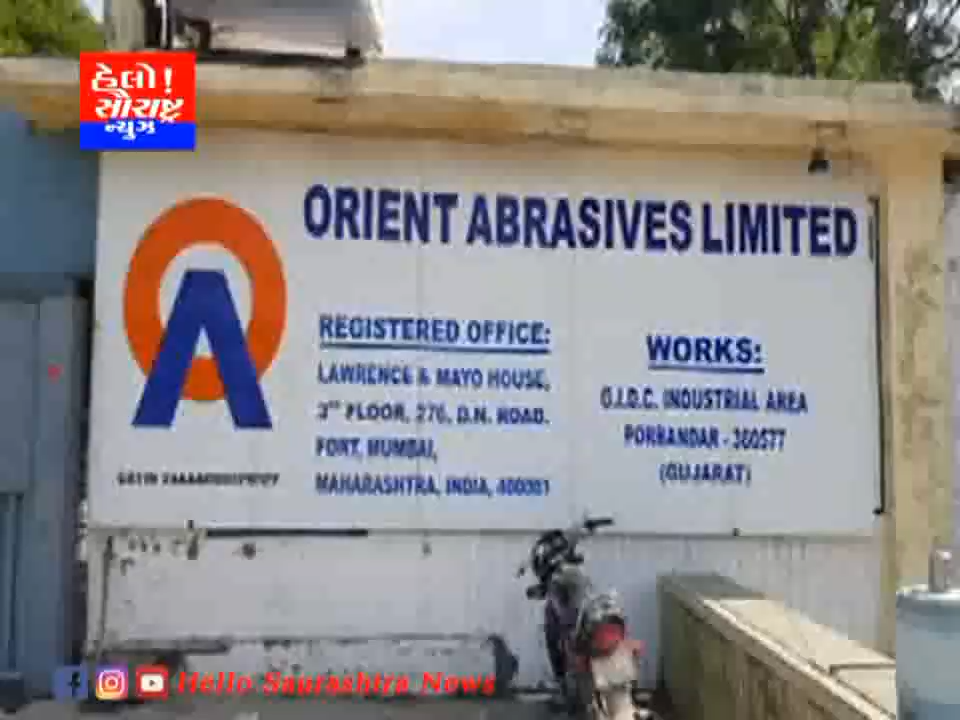 હેલો!
સૌરાષ્ટ્ર
ન્યુઝ
ORIENT ABRASIVES LIMITED
REGISTERED OFFICE:
LAWRENCE & MAYO HOUSE,
3RD FLOOR, 276, D.N. ROAD,
FORT, MUMBAI,
MAHARASHTRA, INDIA, 400001
WORKS:
G.I.D.C. INDUSTRIAL AREA
PORBANDAR - 360577
(GUJARAT)
Hello Saurashtra News